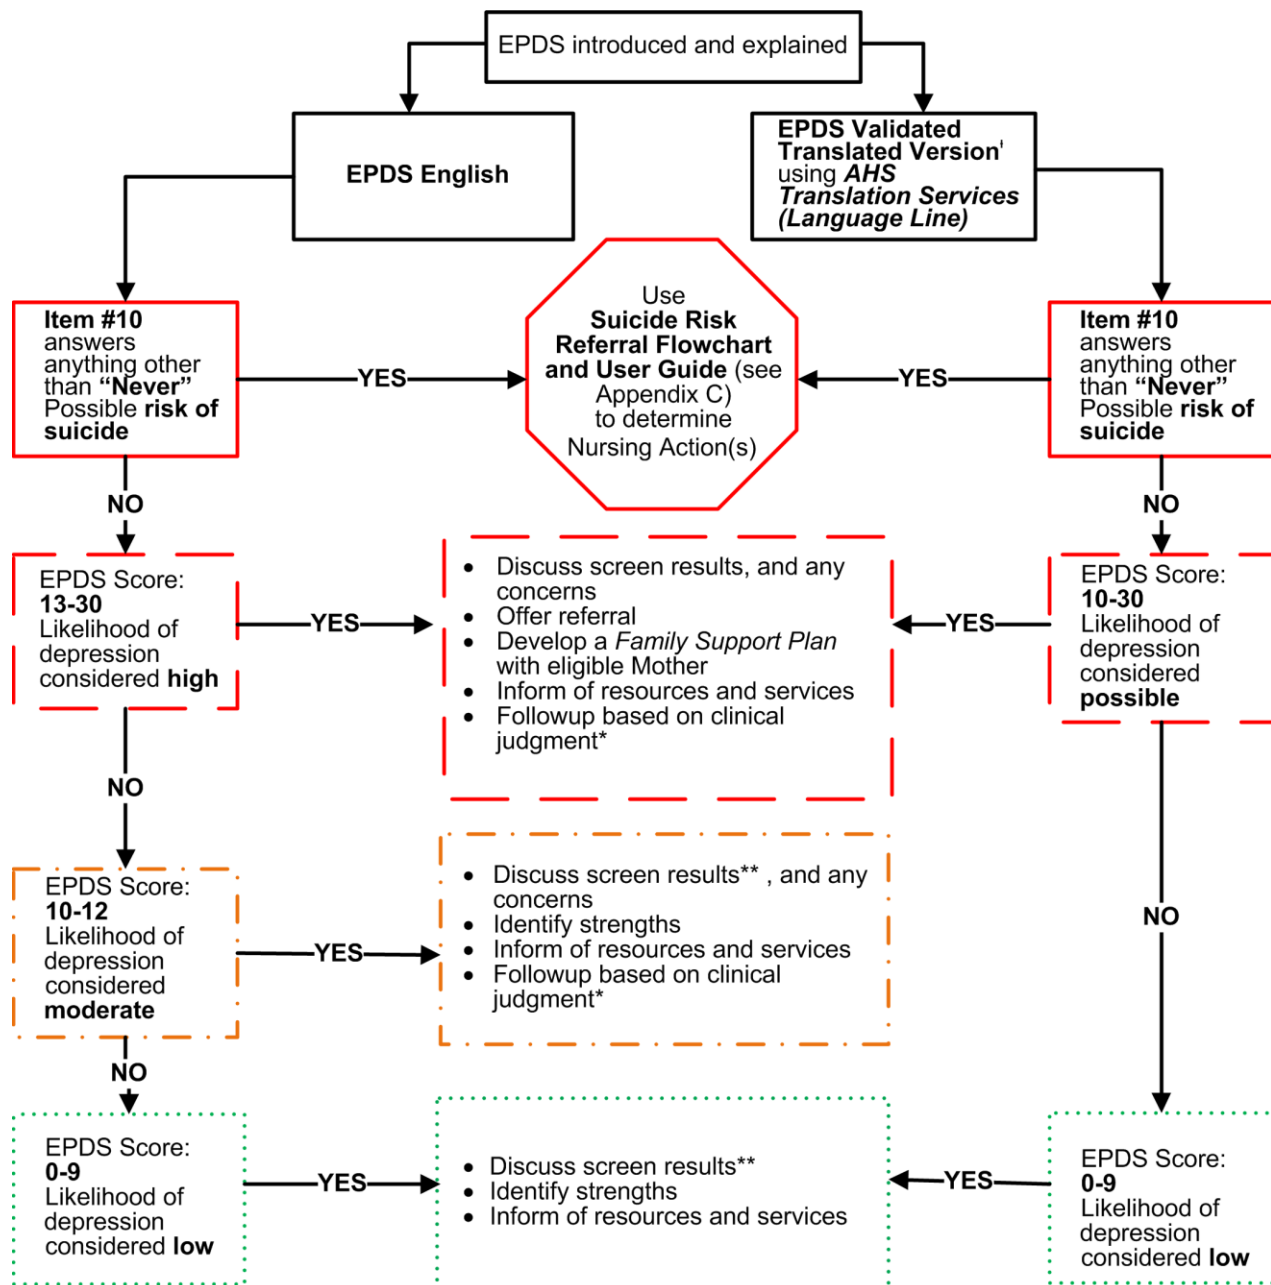 EPDS introduced and explained
EPDS English
EPDS Validated
Translated Version†
using AHS
Translation Services
(Language Line)
Item #10
answers
anything other
than “Never”
Possible risk of
suicide
YES
Use
Suicide Risk
Referral Flowchart
and User Guide (see
Appendix C)
to determine
Nursing Action(s)
YES
Item #10
answers
anything other
than “Never”
Possible risk of
suicide
NO
NO
EPDS Score:
13-30
Likelihood of
depression
considered high
YES
• Discuss screen results, and any
concerns
• Offer referral
• Develop a Family Support Plan
with eligible Mother
• Inform of resources and services
• Followup based on clinical
judgment*
YES
EPDS Score:
10-30
Likelihood of
depression
considered
possible
NO
EPDS Score:
10-12
Likelihood of
depression
considered
moderate
YES
• Discuss screen results** , and any
concerns
• Identify strengths
• Inform of resources and services
• Followup based on clinical
judgment*
NO
NO
EPDS Score:
0-9
Likelihood of
depression
considered low
YES
• Discuss screen results**
• Identify strengths
• Inform of resources and services
YES
EPDS Score:
0-9
Likelihood of
depression
considered low